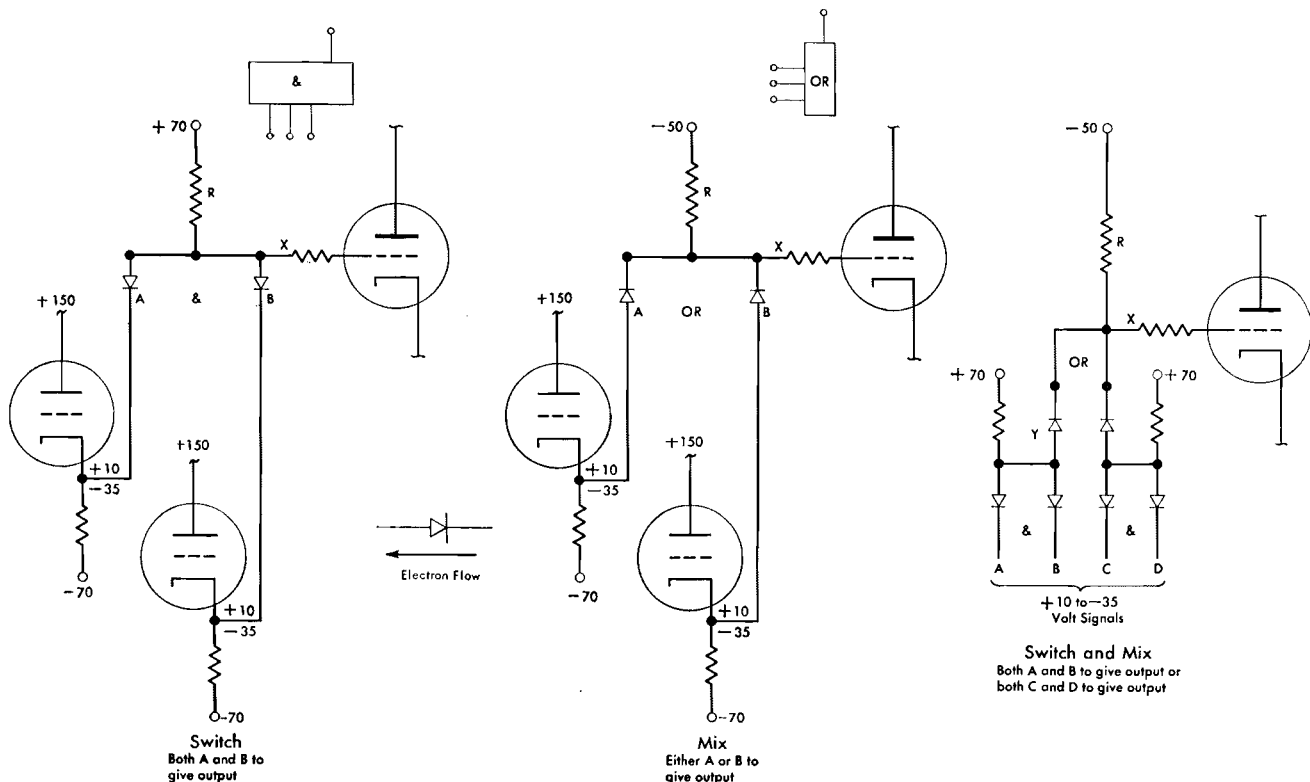 &
+70
R
X
A
&
B
+150
+10
-35
-70
+150
+10
-35
-70
Switch
Both A and B to
give output
Electron Flow
OR
-50
R
X
A
OR
B
+150
+10
-35
-70
+150
+10
-35
-70
Mix
Either A or B to
give output
-50
R
X
OR
+70
+70
Y
&
&
A B C D
+10 to -35
Volt Signals
Switch and Mix
Both A and B to give output or
both C and D to give output